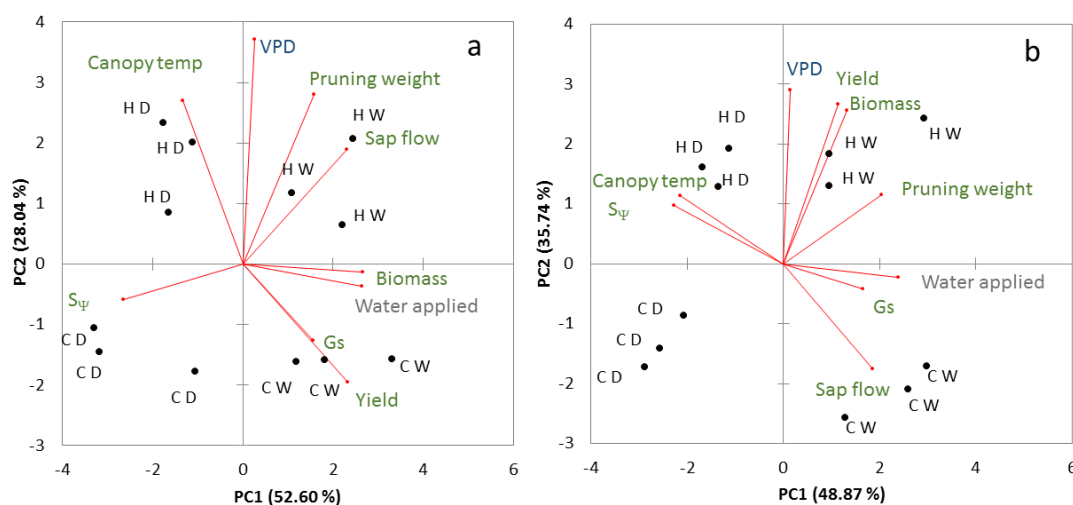 a
4
3
2
1
0
-1
-2
-3
-4
-2
0
2
4
6
PC2 (28.04 %)
PC1 (52.60 %)
VPD
Canopy temp
Pruning weight
H D
H W
Sap flow
H D
H W
H D
H W
Biomass
Water applied
SΨ
C D
Gs
C D
C D
C W
C W
C W
Yield
b
4
3
2
1
0
-1
-2
-3
-4
-2
0
2
4
6
PC2 (35.74 %)
PC1 (48.87 %)
VPD
Yield
Biomass
H D
H W
H D
H W
H D
H W
Canopy temp
Pruning weight
SΨ
Water applied
Gs
C D
C D
C D
Sap flow
C W
C W
C W